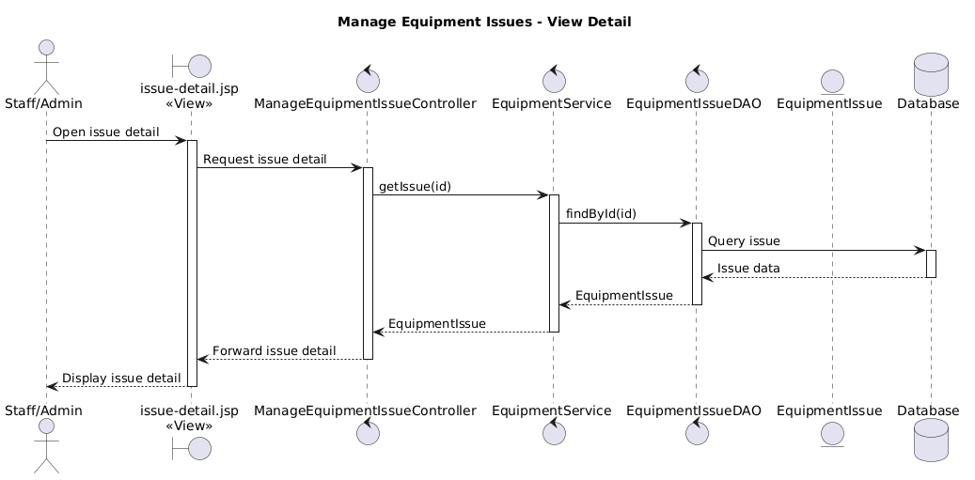 Manage Equipment Issues - View Detail
Staff/Admin
issue-detail.jsp
«View»
ManageEquipmentIssueController
EquipmentService
EquipmentIssueDAO
EquipmentIssue
Database
Open issue detail
Request issue detail
getIssue(id)
findById(id)
Query issue
Issue data
EquipmentIssue
EquipmentIssue
Forward issue detail
Display issue detail
Staff/Admin
issue-detail.jsp
«View»
ManageEquipmentIssueController
EquipmentService
EquipmentIssueDAO
EquipmentIssue
Database